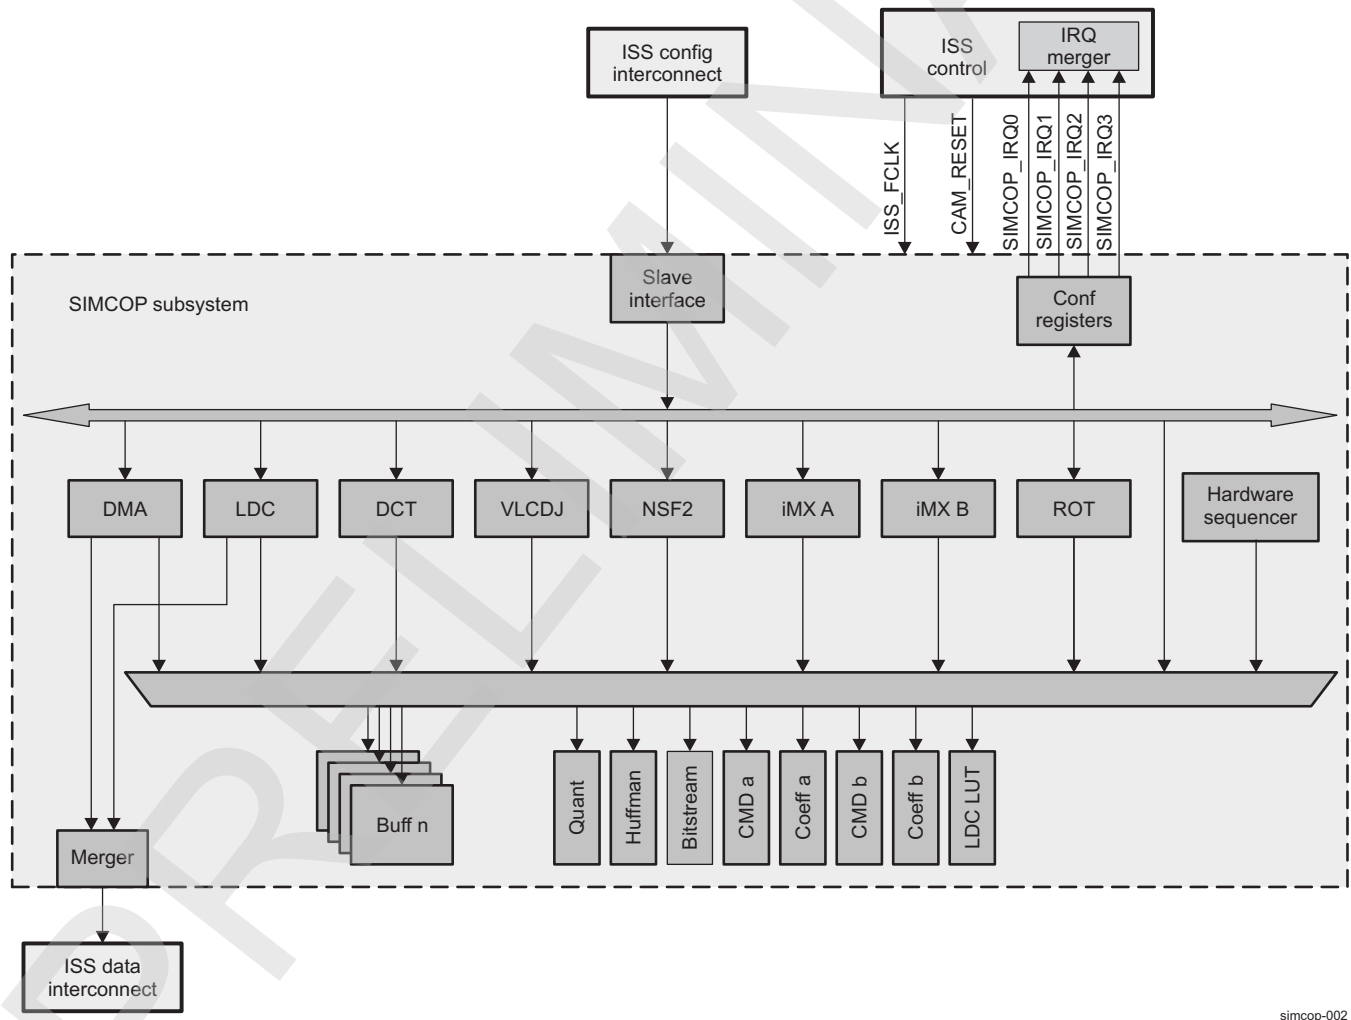 ISS config
interconnect
ISS
control
IRQ
merger
ISS_FCLK
CAM_RESET
SIMCOP_IRQ0
SIMCOP_IRQ1
SIMCOP_IRQ2
SIMCOP_IRQ3
SIMCOP subsystem
Slave
interface
Conf
registers
DMA
LDC
DCT
VLCDJ
NSF2
iMX A
iMX B
ROT
Hardware
sequencer
Buff n
Quant
Huffman
Bitstream
CMD a
Coeff a
CMD b
Coeff b
LDC LUT
Merger
ISS data
interconnect
simcop-002
PRELIMINA